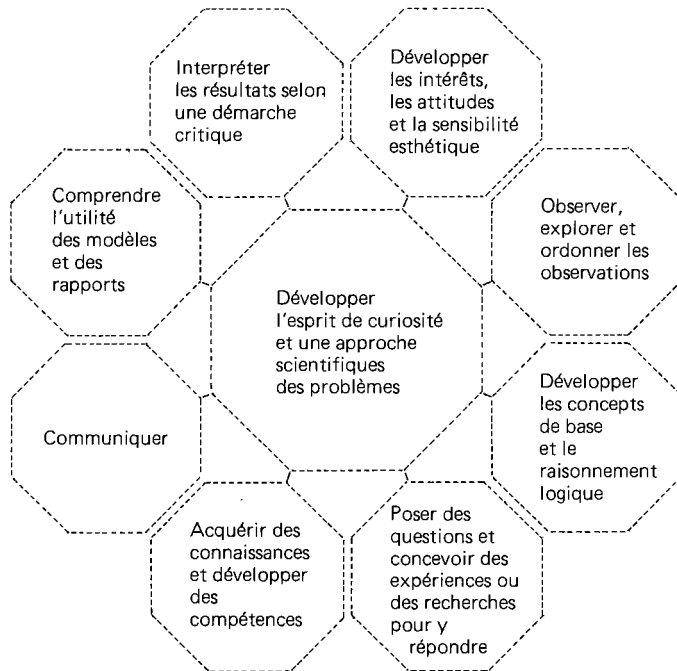 Interpréter
les résultats selon
une démarche
critique
Développer
les intérêts,
les attitudes
et la sensibilité
esthétique
Comprendre
l'utilité
des modèles
et des
rapports
Observer,
explorer et
ordonner les
observations
Développer
l'esprit de curiosité
et une approche
scientifiques
des problèmes
Communiquer
Développer
les concepts
de base
et le
raisonnement
logique
Acquérir des
connaissances
et développer
des
compétences
Poser des
questions et
concevoir des
expériences ou
des recherches
pour y
répondre